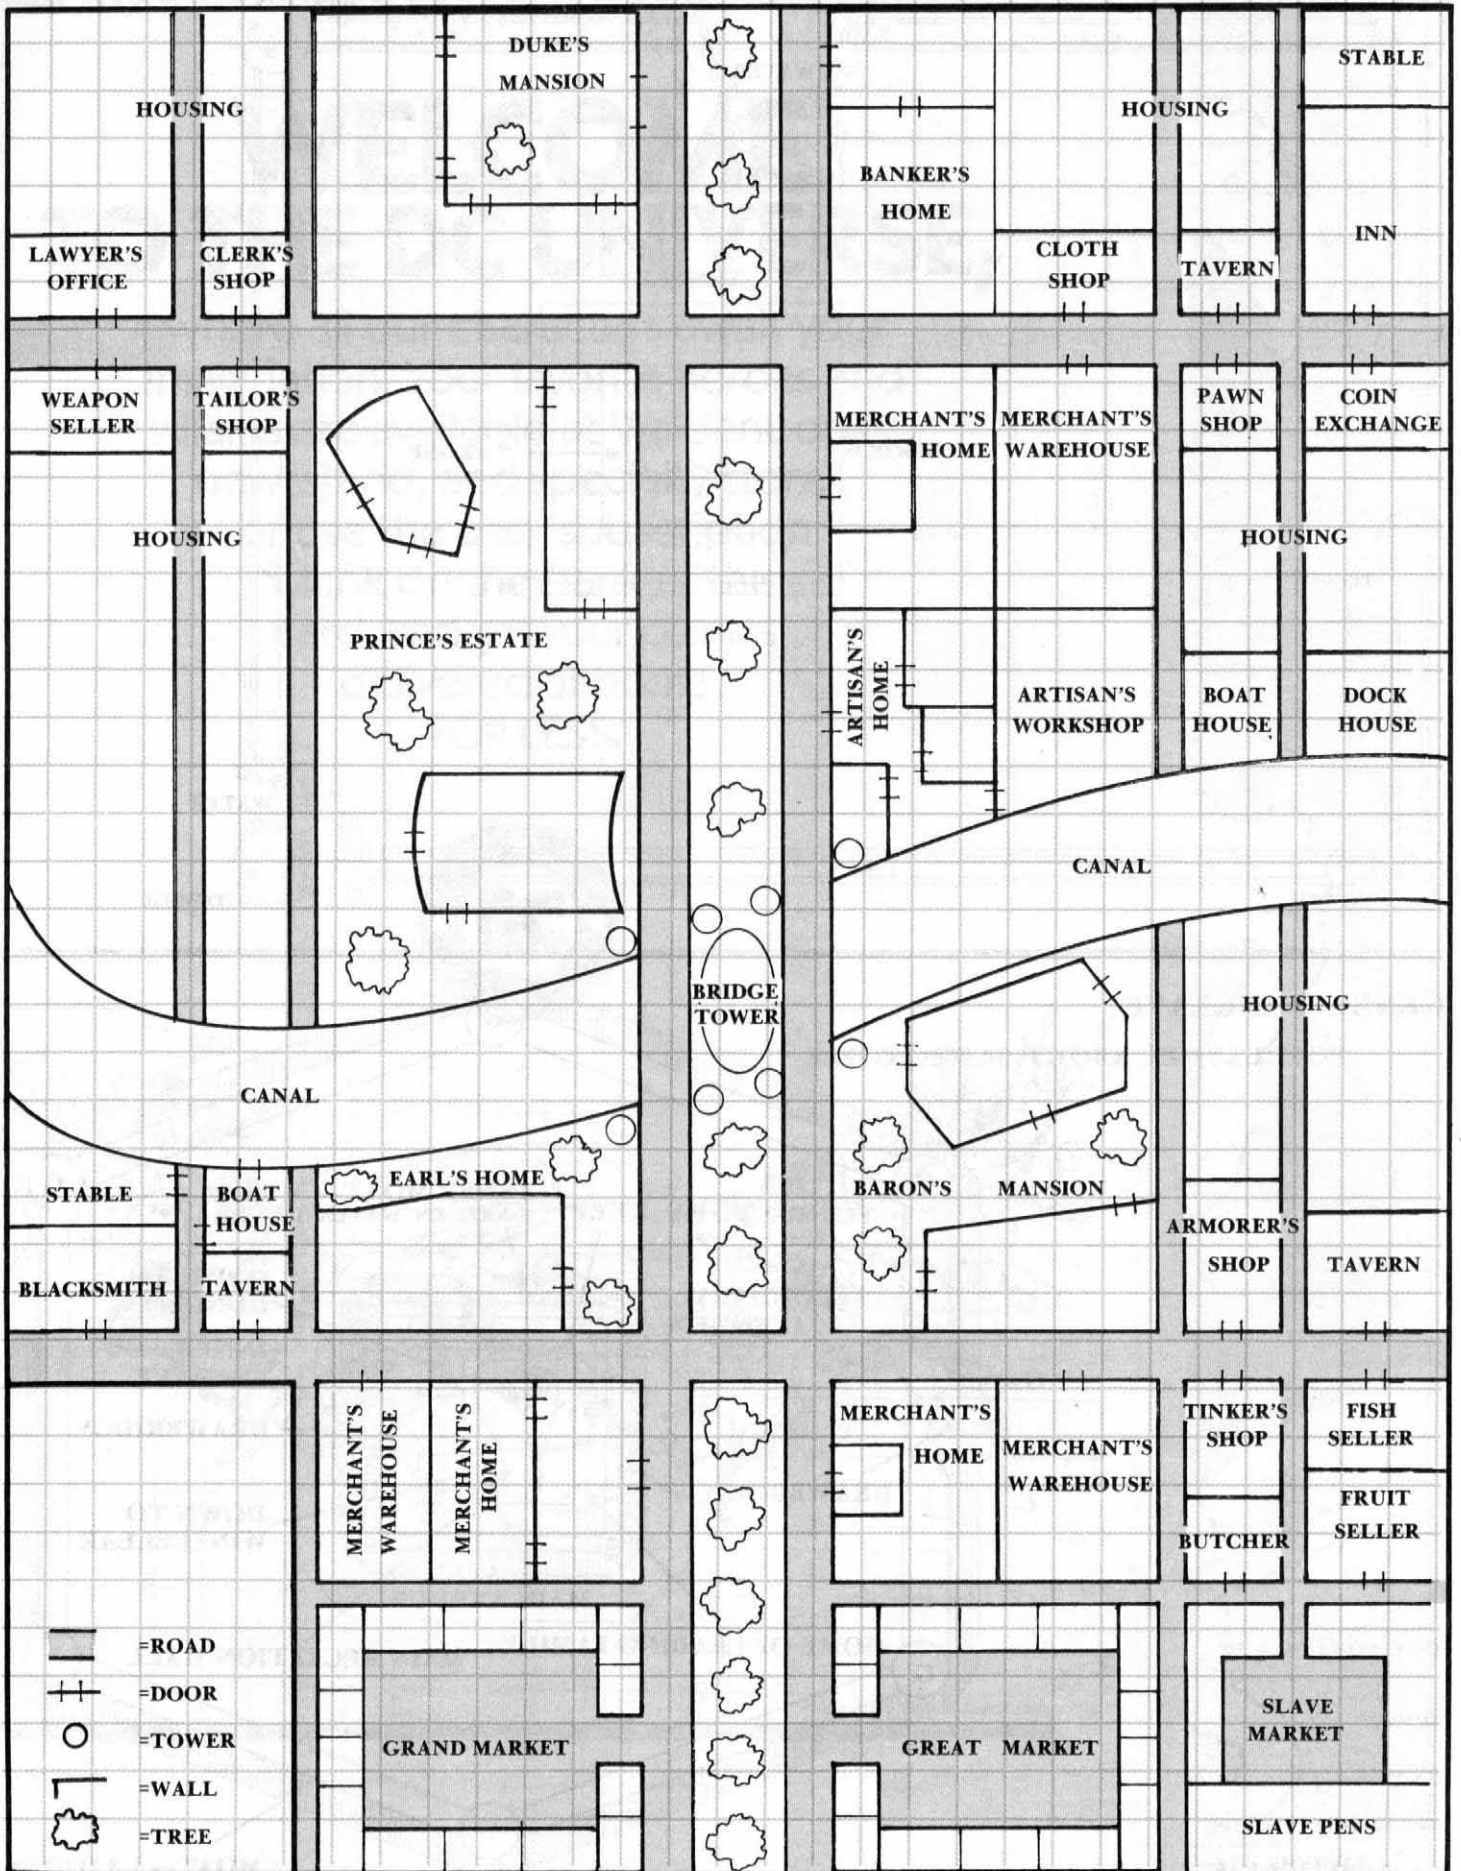 DUKE'S
MANSION
STABLE
HOUSING
HOUSING
BANKER'S
HOME
INN
LAWYER'S
OFFICE
CLERK'S
SHOP
CLOTH
SHOP
TAVERN
WEAPON
SELLER
TAILOR'S
SHOP
MERCHANT'S
HOME
MERCHANT'S
WAREHOUSE
PAWN
SHOP
COIN
EXCHANGE
HOUSING
HOUSING
PRINCE'S ESTATE
ARTISAN'S
HOME
ARTISAN'S
WORKSHOP
BOAT
HOUSE
DOCK
HOUSE
CANAL
BRIDGE
TOWER
HOUSING
CANAL
STABLE
BOAT
HOUSE
EARL'S HOME
BARON'S MANSION
ARMORER'S
SHOP
BLACKSMITH
TAVERN
TAVERN
MERCHANT'S
WAREHOUSE
MERCHANT'S
HOME
MERCHANT'S
HOME
MERCHANT'S
WAREHOUSE
TINKER'S
SHOP
FISH
SELLER
BUTCHER
FRUIT
SELLER
=ROAD
=DOOR
=TOWER
=WALL
=TREE
GRAND MARKET
GREAT MARKET
SLAVE
MARKET
SLAVE PENS